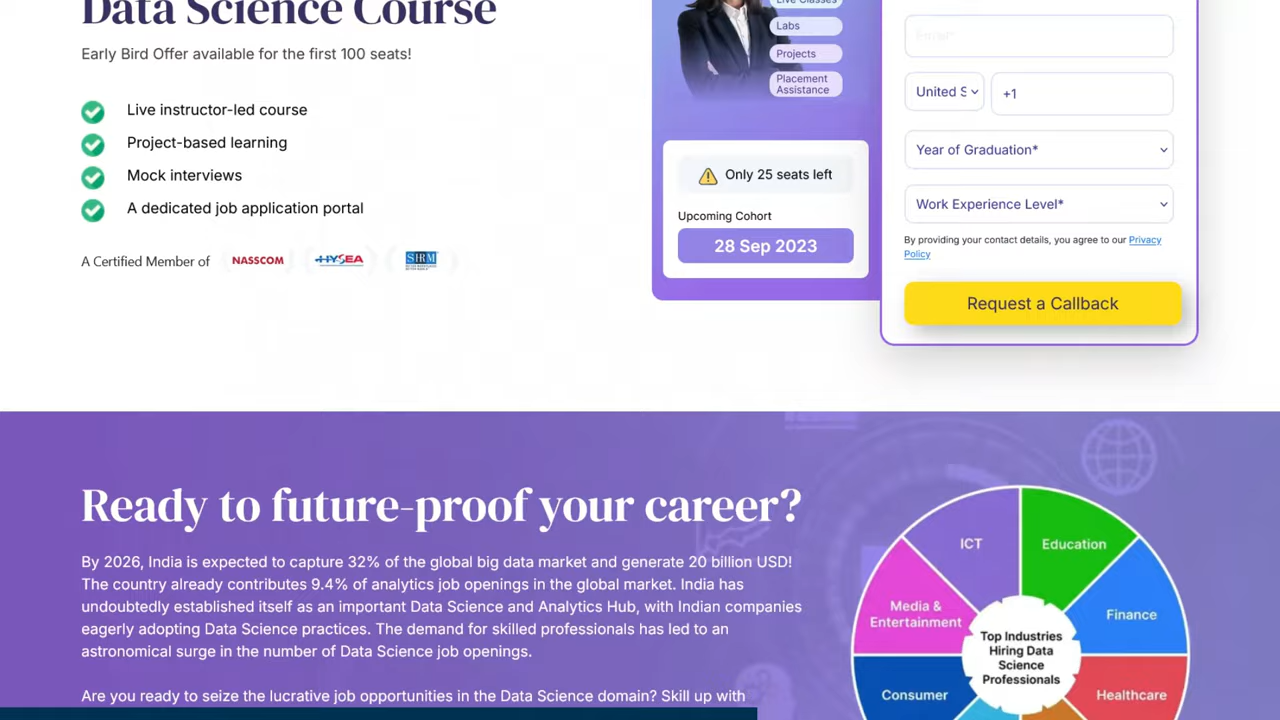 Data Science Course
Early Bird Offer available for the first 100 seats!
Live instructor-led course
Project-based learning
Mock interviews
A dedicated job application portal
A Certified Member of
NASSCOM
HYSEA
SHRM
Live Classes
Labs
Projects
Placement
Assistance
Only 25 seats left
Upcoming Cohort
28 Sep 2023
Email*
United S
+1
Year of Graduation*
Work Experience Level*
By providing your contact details, you agree to our Privacy
Policy
Request a Callback
Ready to future-proof your career?
By 2026, India is expected to capture 32% of the global big data market and generate 20 billion USD!
The country already contributes 9.4% of analytics job openings in the global market. India has
undoubtedly established itself as an important Data Science and Analytics Hub, with Indian companies
eagerly adopting Data Science practices. The demand for skilled professionals has led to an
astronomical surge in the number of Data Science job openings.
Are you ready to seize the lucrative job opportunities in the Data Science domain? Skill up with
ICT
Education
Media &
Entertainment
Finance
Top Industries
Hiring Data
Science
Professionals
Consumer
Healthcare